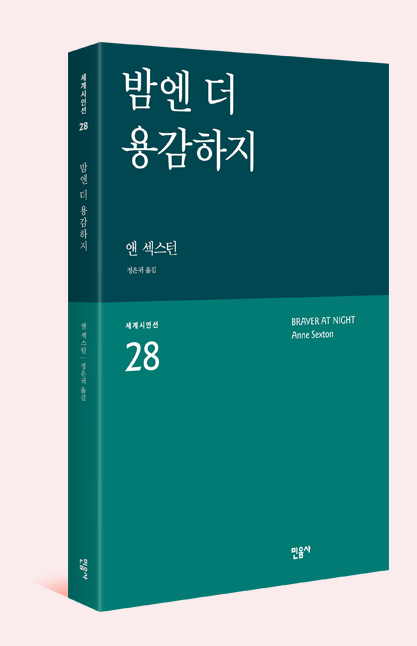 밤엔 더
용감하지
앤 섹스턴
정은귀 옮김
세계시인선
28
BRAVER AT NIGHT
Anne Sexton
민음사
세계시인선
28
밤엔 더 용감하지
앤 섹스턴 | 정은귀 옮김
민음사